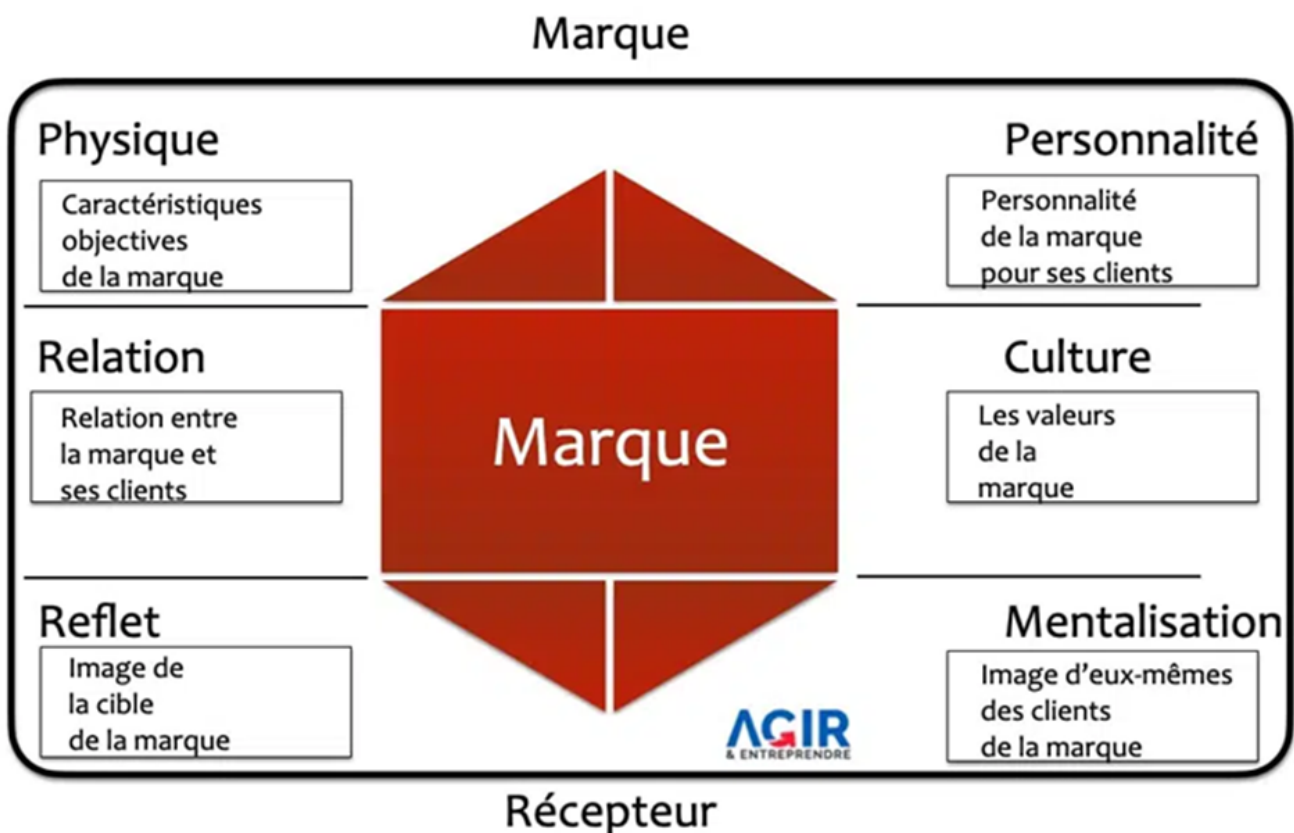 Marque
Physique
Caractéristiques
objectives
de la marque
Personnalité
Personnalité
de la marque
pour ses clients
Relation
Relation entre
la marque et
ses clients
Marque
Culture
Les valeurs
de la
marque
Reflet
Image de
la cible
de la marque
Mentalisation
Image d'eux-mêmes
des clients
de la marque
AGIR
& ENTREPRENDRE
Récepteur